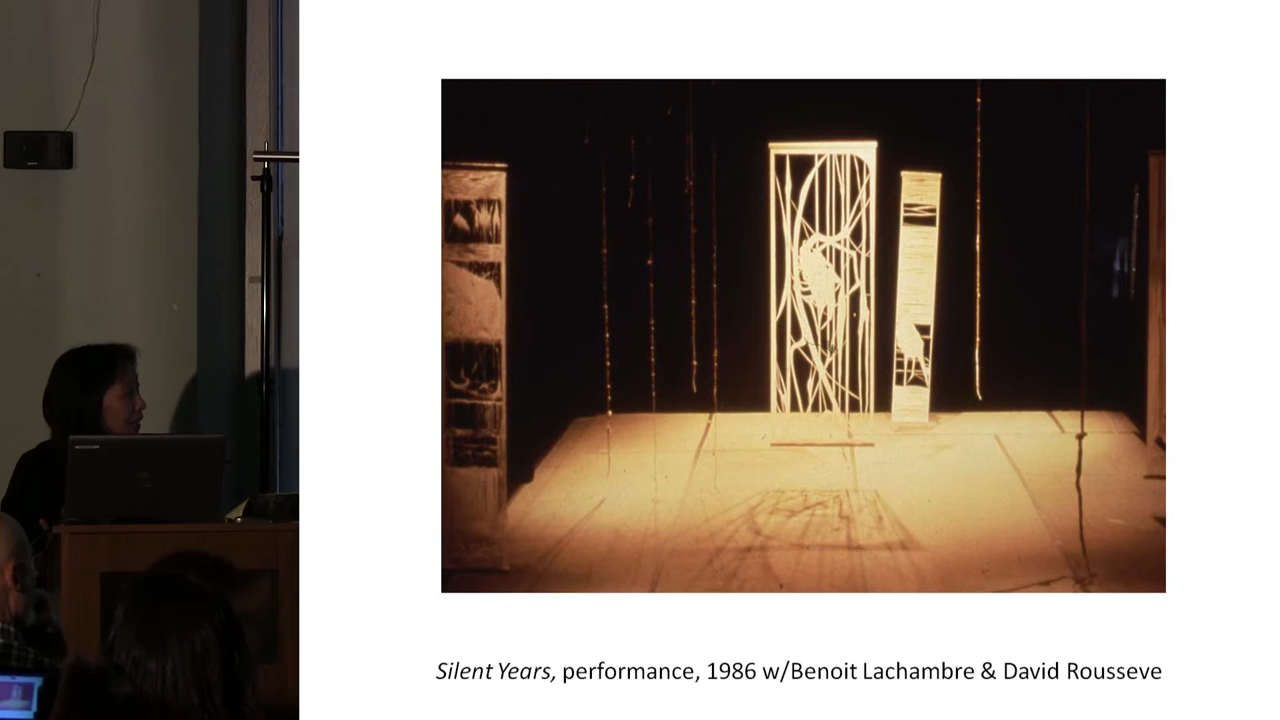 Silent Years, performance, 1986 w/Benoit Lachambre & David Rousseve